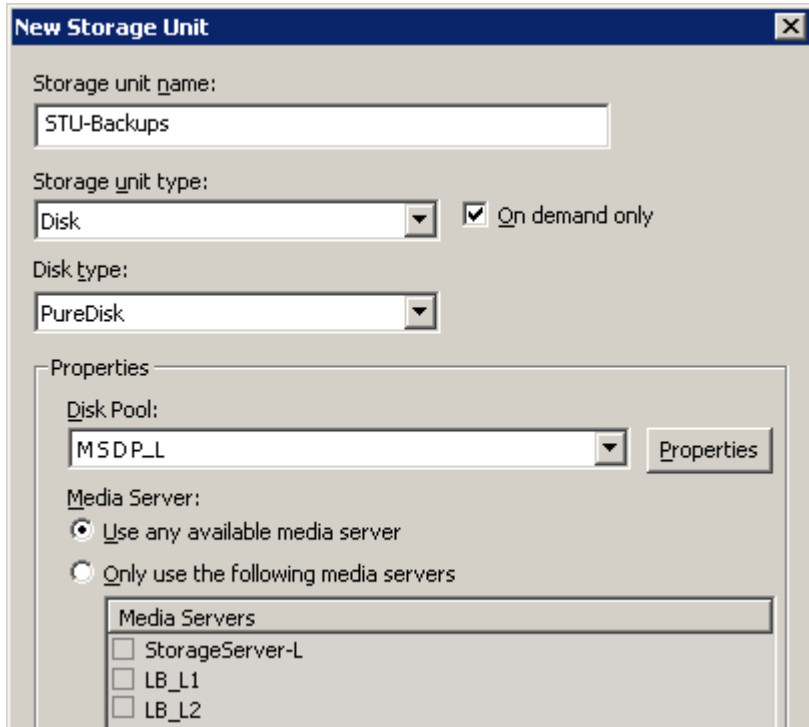 New Storage Unit
Storage unit name:
STU-Backups
Storage unit type:
Disk
On demand only
Disk type:
PureDisk
Properties
Disk Pool:
MSDP_L
Properties
Media Server:
Use any available media server
Only use the following media servers
Media Servers
StorageServer-L
LB_L1
LB_L2